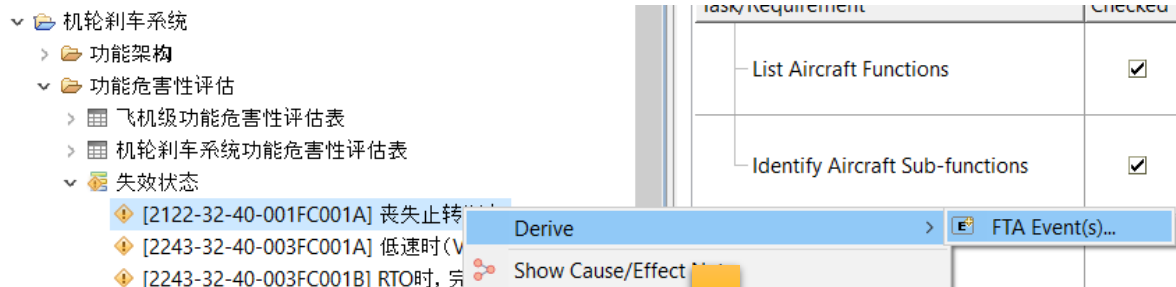 机轮刹车系统
功能架构
功能危害性评估
飞机级功能危害性评估表
机轮刹车系统功能危害性评估表
失效状态
[2122-32-40-001FC001A] 丧失止转
[2243-32-40-003FC001A] 低速时(V
[2243-32-40-003FC001B] RTO时,完
Derive
Show Cause/Effect
FTA Event(s)...
Task/Requirement
Checked
List Aircraft Functions
Identify Aircraft Sub-functions